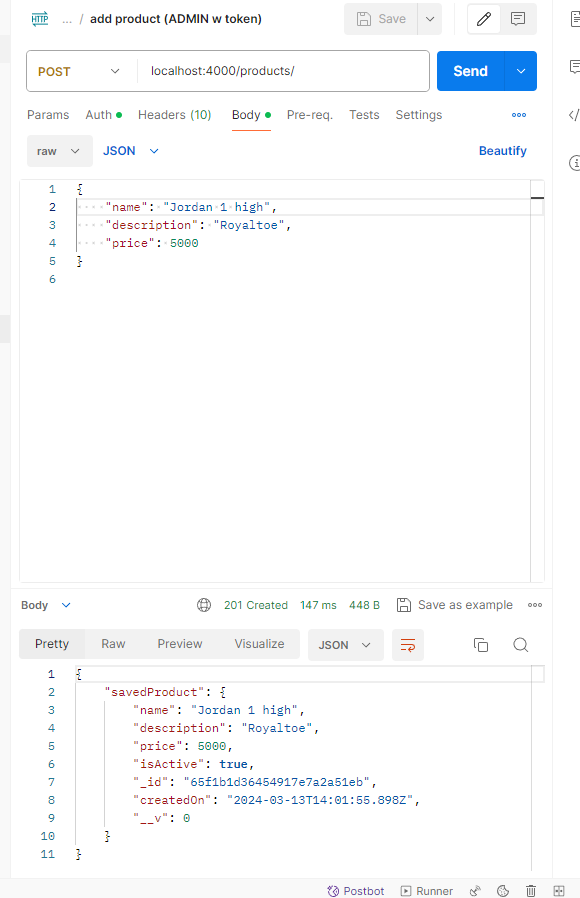 HTTP ... / add product (ADMIN w token) Save
POST localhost:4000/products/ Send
Params Auth Headers (10) Body Pre-req. Tests Settings
raw JSON Beautify
1 {
2 "name": "Jordan 1 high",
3 "description": "Royaltoe",
4 "price": 5000
5 }
6
Body 201 Created 147 ms 448 B Save as example
Pretty Raw Preview Visualize JSON
1 {
2 "savedProduct": {
3 "name": "Jordan 1 high",
4 "description": "Royaltoe",
5 "price": 5000,
6 "isActive": true,
7 "_id": "65f1b1d36454917e7a2a51eb",
8 "createdOn": "2024-03-13T14:01:55.898Z",
9 "__v": 0
10 }
11 }
Postbot Runner